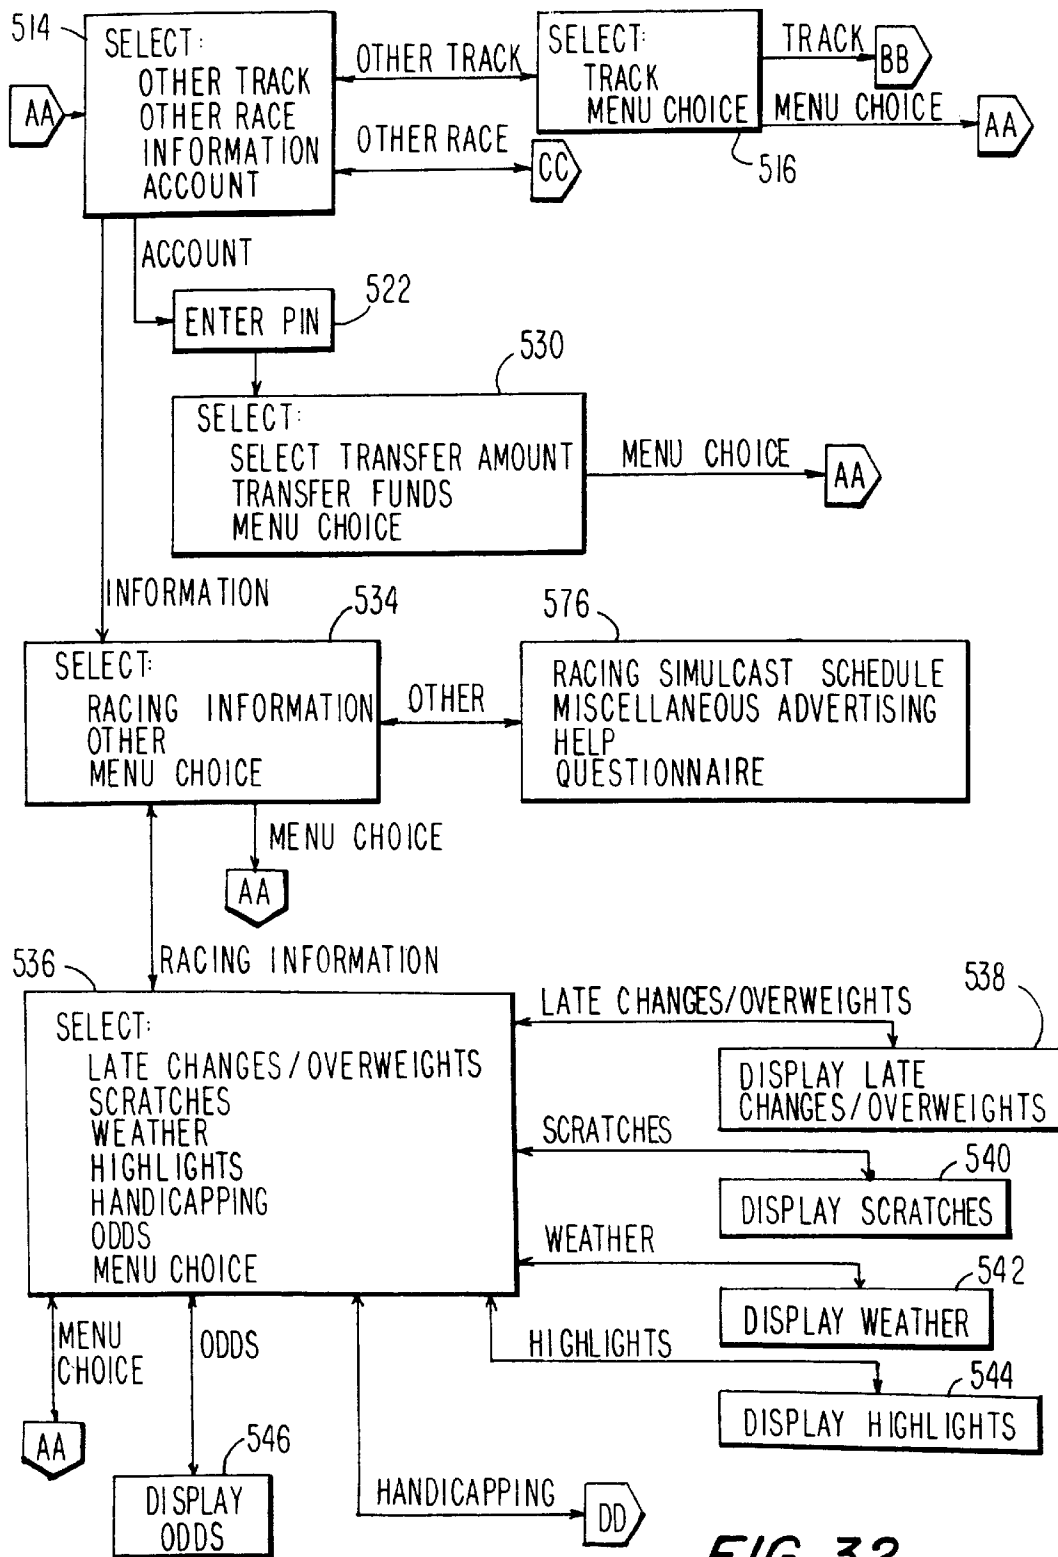 514
SELECT:
OTHER TRACK
OTHER RACE
INFORMATION
ACCOUNT
AA
OTHER TRACK
SELECT:
TRACK
MENU CHOICE
516
TRACK
BB
MENU CHOICE
AA
OTHER RACE
CC
ACCOUNT
ENTER PIN
522
530
SELECT:
SELECT TRANSFER AMOUNT
TRANSFER FUNDS
MENU CHOICE
MENU CHOICE
AA
INFORMATION
534
SELECT:
RACING INFORMATION
OTHER
MENU CHOICE
OTHER
576
RACING SIMULCAST SCHEDULE
MISCELLANEOUS ADVERTISING
HELP
QUESTIONNAIRE
MENU CHOICE
AA
RACING INFORMATION
536
SELECT:
LATE CHANGES/OVERWEIGHTS
SCRATCHES
WEATHER
HIGHLIGHTS
HANDICAPPING
ODDS
MENU CHOICE
LATE CHANGES/OVERWEIGHTS
538
DISPLAY LATE
CHANGES/OVERWEIGHTS
SCRATCHES
540
DISPLAY SCRATCHES
WEATHER
542
DISPLAY WEATHER
HIGHLIGHTS
544
DISPLAY HIGHLIGHTS
MENU
CHOICE
AA
ODDS
546
DISPLAY
ODDS
HANDICAPPING
DD
FIG. 32